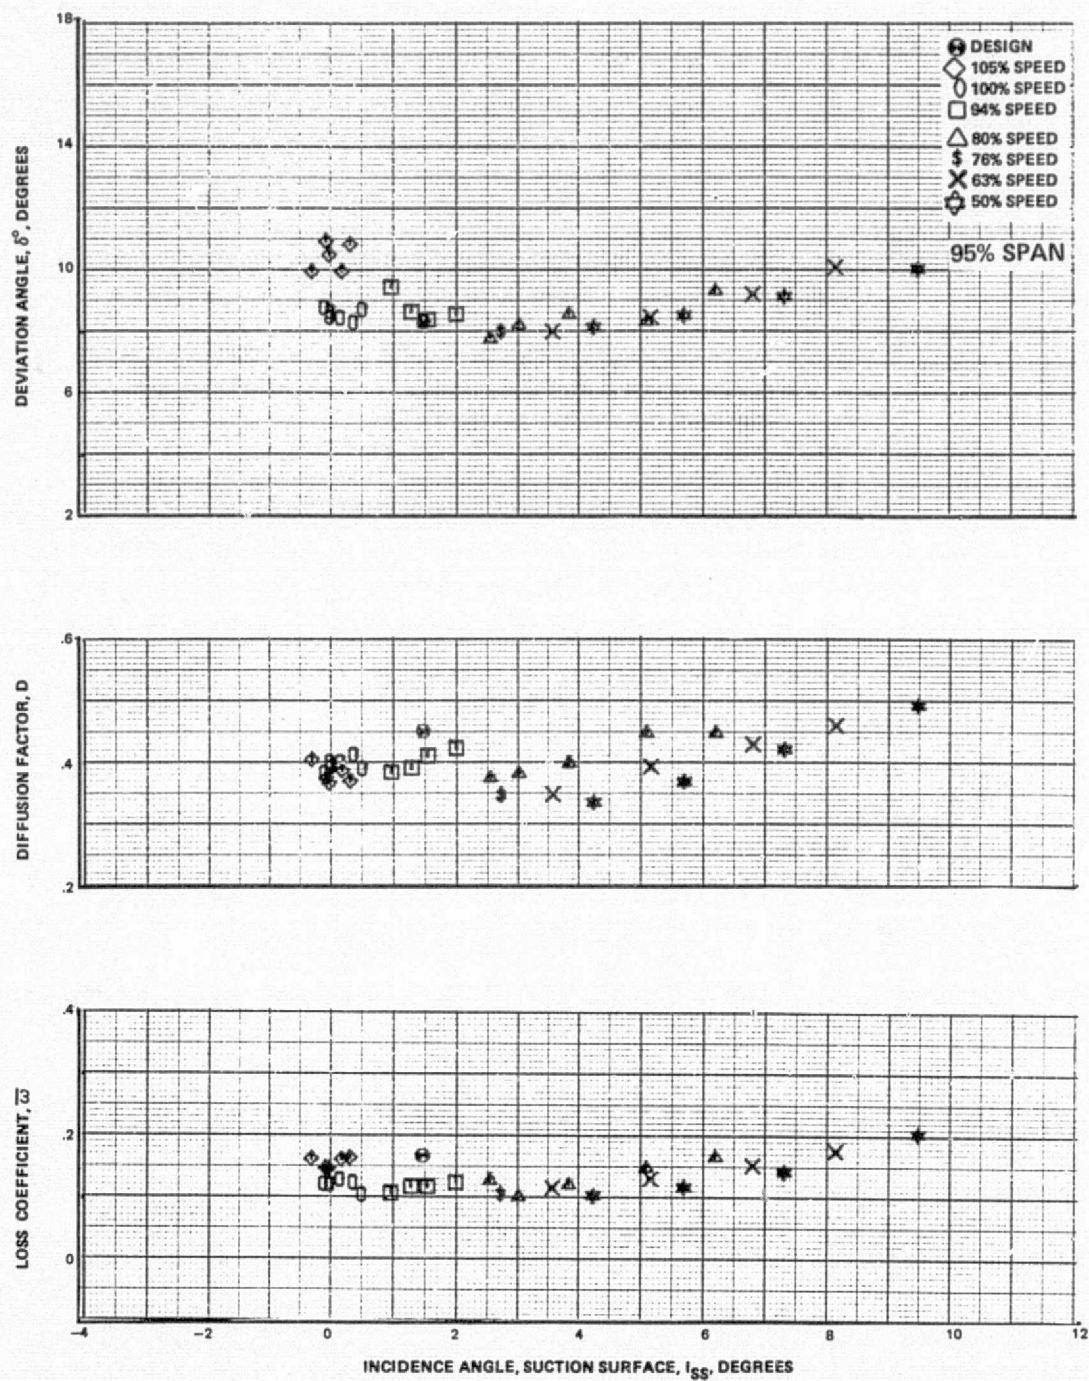 18
14
10
6
2
DEVIATION ANGLE, δ°, DEGREES
DESIGN
105% SPEED
100% SPEED
94% SPEED
80% SPEED
$ 76% SPEED
63% SPEED
50% SPEED
95% SPAN
.6
.4
.2
DIFFUSION FACTOR, D
.4
.2
0
LOSS COEFFICIENT, ω̅
-4
-2
0
2
4
6
8
10
12
INCIDENCE ANGLE, SUCTION SURFACE, ISS, DEGREES